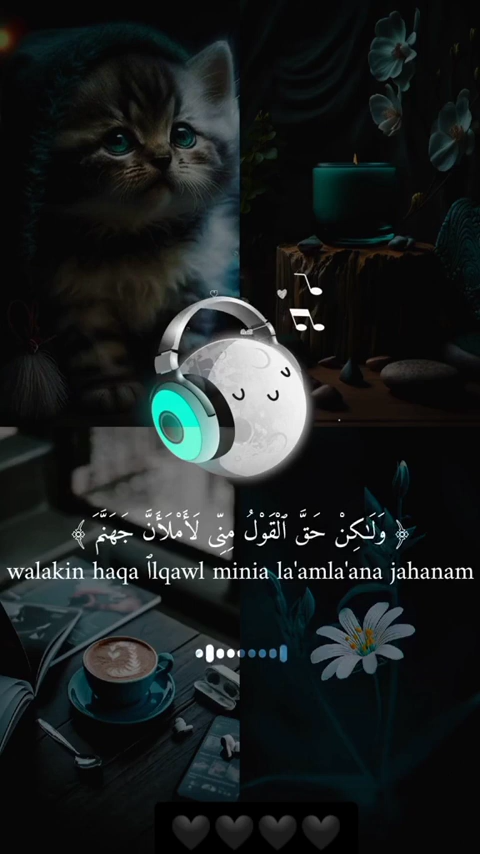 ﴿ وَلَٰكِنْ حَقَّ ٱلْقَوْلُ مِنِّى لَأَمْلَأَنَّ جَهَنَّمَ ﴾
walakin haqa ٱlqawl minia la'amla'ana jahanam